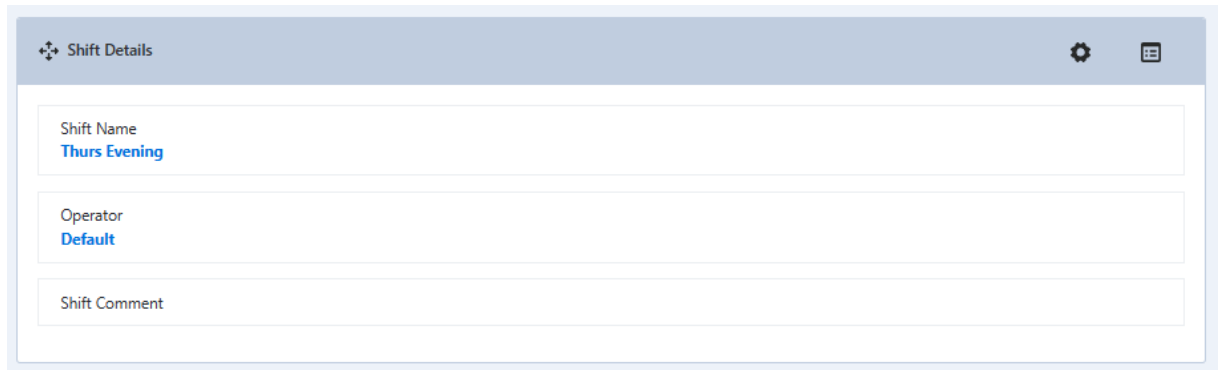 Shift Details
Shift Name
Thurs Evening
Operator
Default
Shift Comment